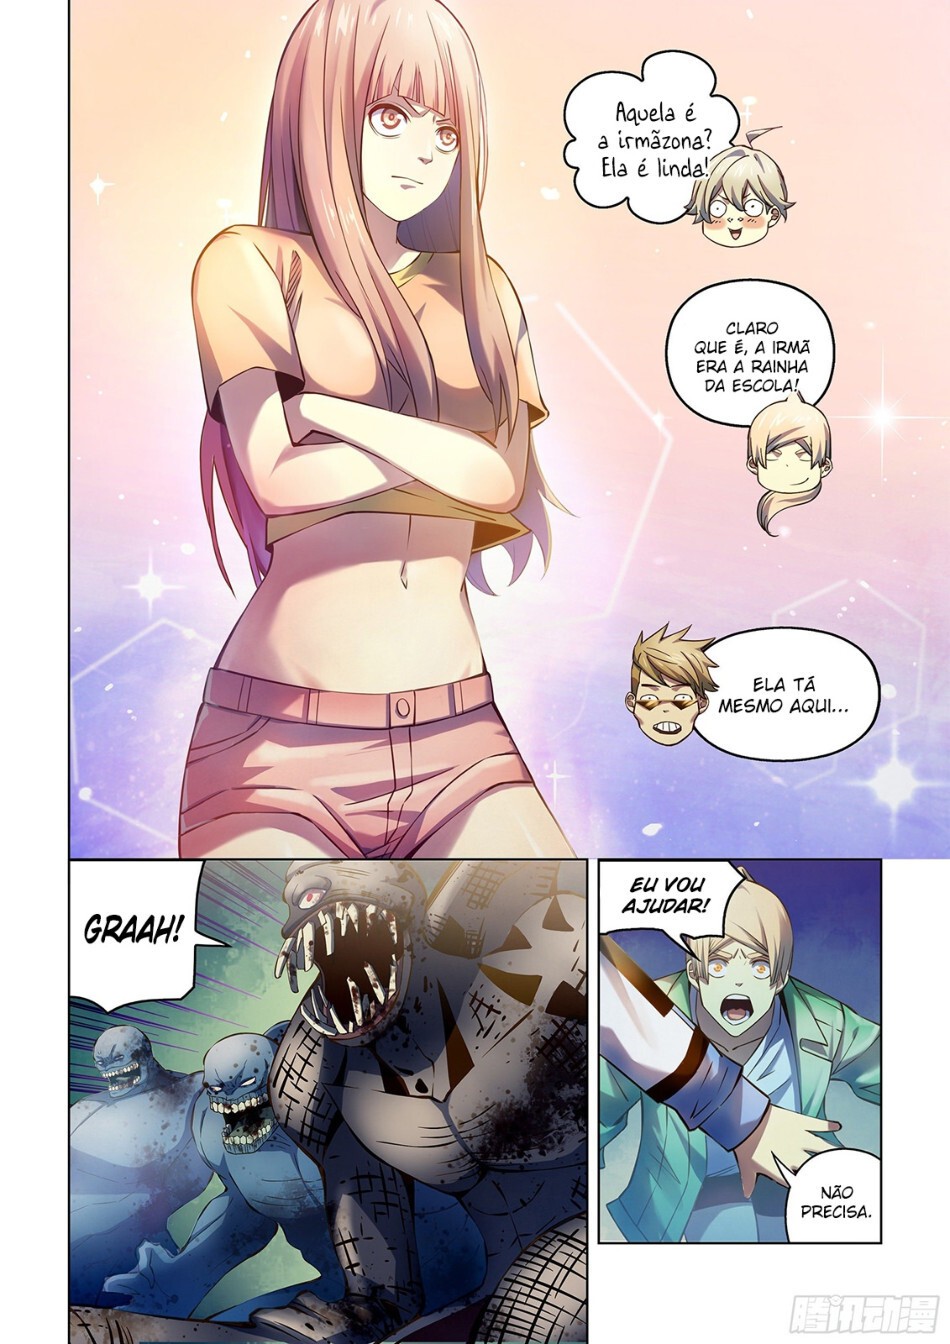 Aquela é
a irmãzona?
Ela é linda!
CLARO
QUE É, A IRMÃ
ERA A RAINHA
DA ESCOLA!
ELA TÁ
MESMO AQUI...
GRAAH!
EU VOU
AJUDAR!
NÃO
PRECISA.
腾讯动漫